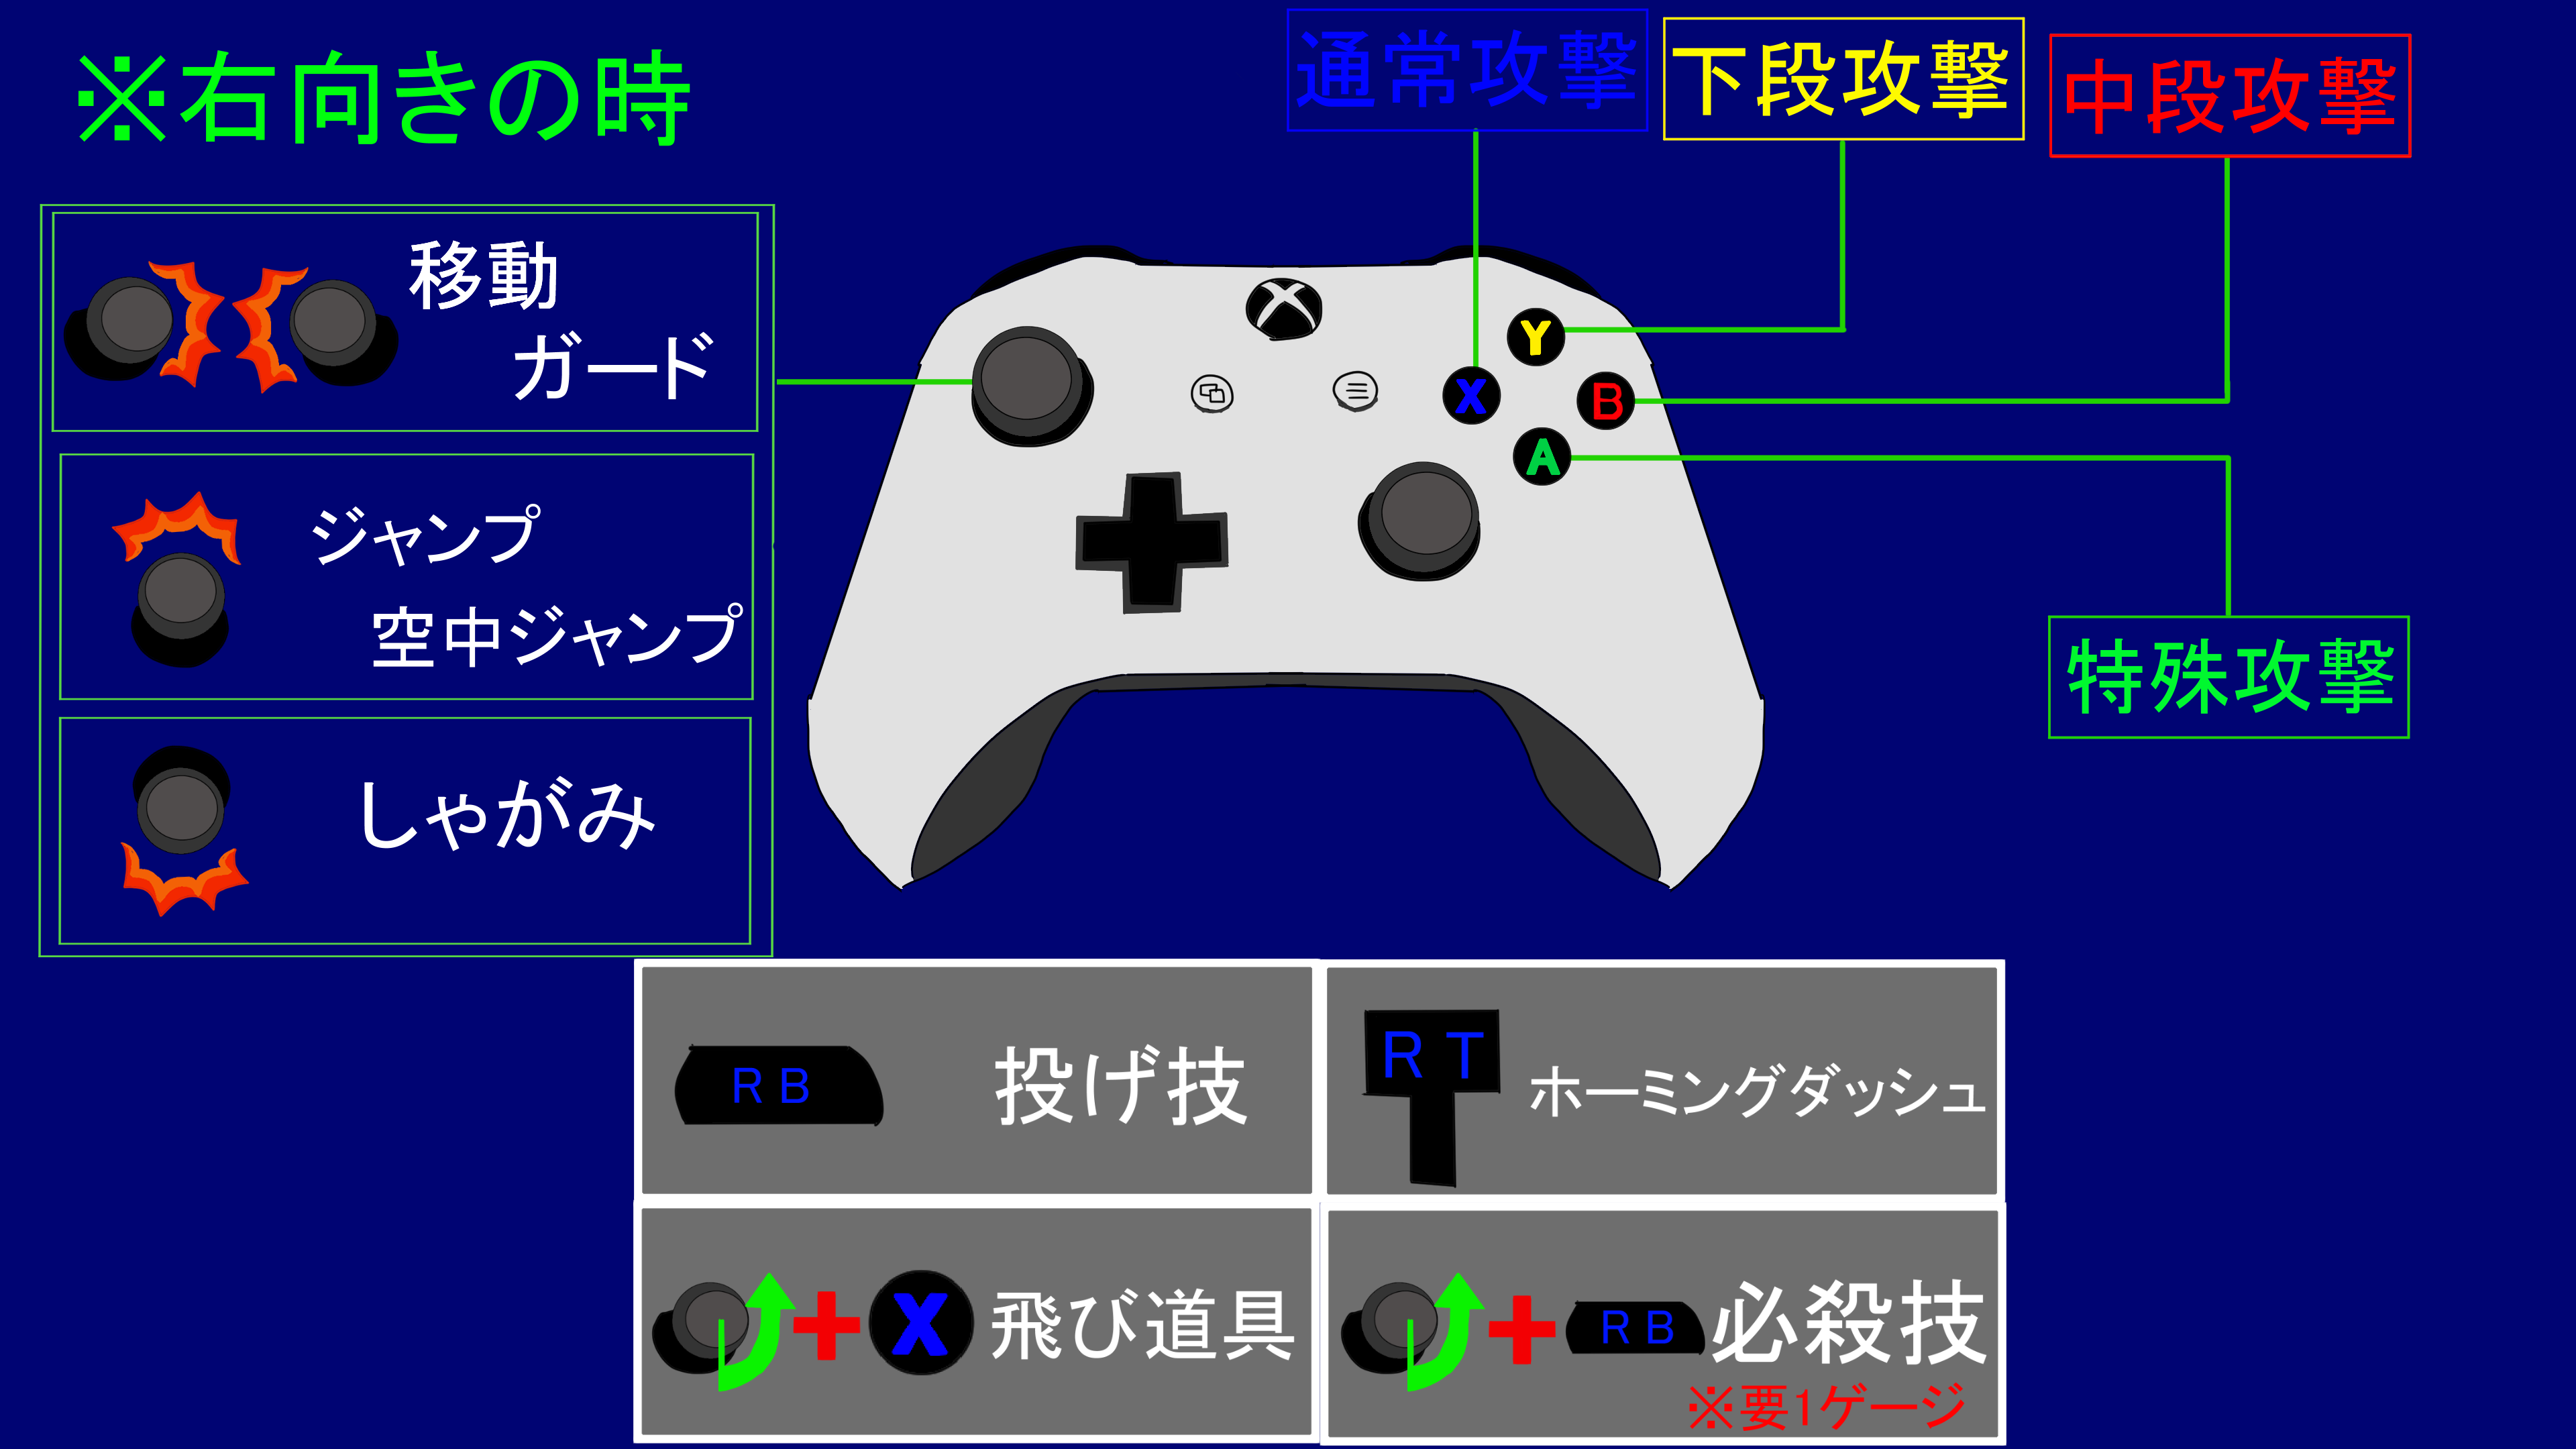 ※右向きの時
通常攻撃
下段攻撃
中段攻撃
移動
ガード
ジャンプ
空中ジャンプ
しゃがみ
Y
X
B
A
特殊攻撃
RB
投げ技
RT
ホーミングダッシュ
+
X
飛び道具
+
RB
必殺技
※要1ゲージ